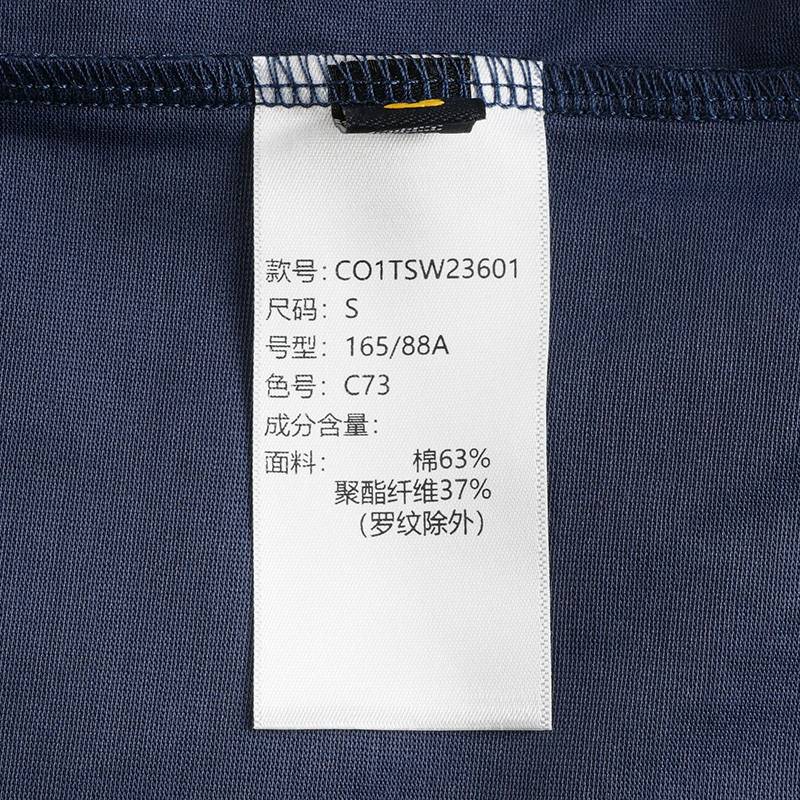 款号: CO1TSW23601
尺码: S
号型: 165/88A
色号: C73
成分含量:
面料: 棉63%
聚酯纤维37%
(罗纹除外)